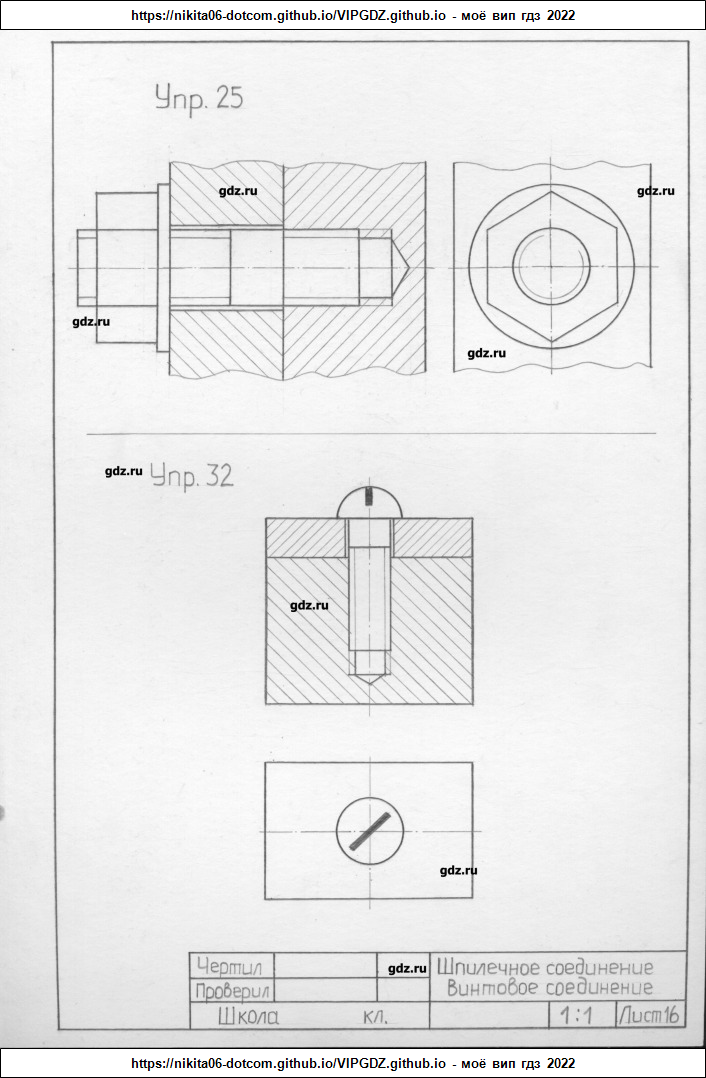 https://nikita06-dotcom.github.io/VIPGDZ.github.io - моё вип гдз 2022
Упр. 25
gdz.ru
gdz.ru
gdz.ru
gdz.ru
gdz.ru
Упр. 32
gdz.ru
gdz.ru
Чертил
gdz.ru
Шпилечное соединение
Проверил
Винтовое соединение
Школа кл.
1:1
Лист 16
https://nikita06-dotcom.github.io/VIPGDZ.github.io - моё вип гдз 2022